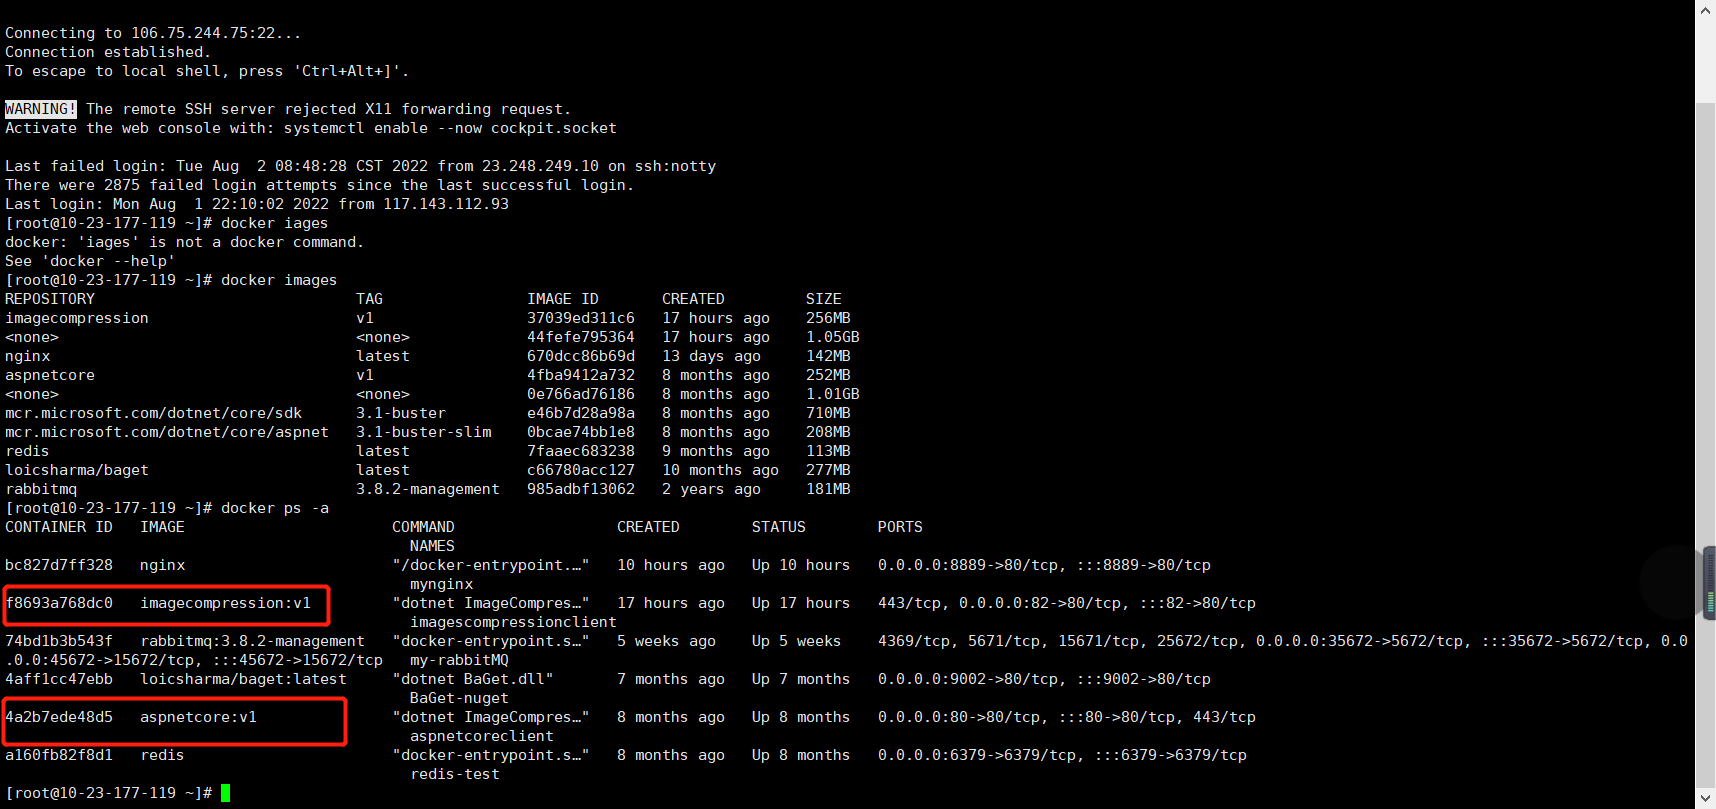 Connecting to 106.75.244.75:22...
Connection established.
To escape to local shell, press 'Ctrl+Alt+]'.
WARNING! The remote SSH server rejected X11 forwarding request.
Activate the web console with: systemctl enable --now cockpit.socket
Last failed login: Tue Aug  2 08:48:28 CST 2022 from 23.248.249.10 on ssh:notty
There were 2875 failed login attempts since the last successful login.
Last login: Mon Aug  1 22:10:02 2022 from 117.143.112.93
[root@10-23-177-119 ~]# docker iages
docker: 'iages' is not a docker command.
See 'docker --help'
[root@10-23-177-119 ~]# docker images
REPOSITORY                             TAG                IMAGE ID       CREATED         SIZE
imagecompression                       v1                 37039ed311c6   17 hours ago    256MB
<none>                                 <none>             44fefe795364   17 hours ago    1.05GB
nginx                                  latest             670dcc86b69d   13 days ago     142MB
aspnetcore                             v1                 4fba9412a732   8 months ago    252MB
<none>                                 <none>             0e766ad76186   8 months ago    1.01GB
mcr.microsoft.com/dotnet/core/sdk      3.1-buster         e46b7d28a98a   8 months ago    710MB
mcr.microsoft.com/dotnet/core/aspnet   3.1-buster-slim    0bcae74bb1e8   8 months ago    208MB
redis                                  latest             7faaec683238   9 months ago    113MB
loicsharma/baget                       latest             c66780acc127   10 months ago   277MB
rabbitmq                               3.8.2-management   985adbf13062   2 years ago     181MB
[root@10-23-177-119 ~]# docker ps -a
CONTAINER ID   IMAGE                       COMMAND                  CREATED        STATUS        PORTS
NAMES
bc827d7ff328   nginx                       "/docker-entrypoint.…"   10 hours ago   Up 10 hours   0.0.0.0:8889->80/tcp, :::8889->80/tcp
mynginx
f8693a768dc0   imagecompression:v1         "dotnet ImageCompres…"   17 hours ago   Up 17 hours   443/tcp, 0.0.0.0:82->80/tcp, :::82->80/tcp
imagescompressionclient
74bd1b3b543f   rabbitmq:3.8.2-management   "docker-entrypoint.s…"   5 weeks ago    Up 5 weeks    4369/tcp, 5671/tcp, 15671/tcp, 25672/tcp, 0.0.0.0:35672->5672/tcp, :::35672->5672/tcp, 0.0
.0.0:45672->15672/tcp, :::45672->15672/tcp   my-rabbitMQ
4aff1cc47ebb   loicsharma/baget:latest     "dotnet BaGet.dll"       7 months ago   Up 7 months   0.0.0.0:9002->80/tcp, :::9002->80/tcp
BaGet-nuget
4a2b7ede48d5   aspnetcore:v1               "dotnet ImageCompres…"   8 months ago   Up 8 months   0.0.0.0:80->80/tcp, :::80->80/tcp, 443/tcp
aspnetcoreclient
a160fb82f8d1   redis                       "docker-entrypoint.s…"   8 months ago   Up 8 months   0.0.0.0:6379->6379/tcp, :::6379->6379/tcp
redis-test
[root@10-23-177-119 ~]#